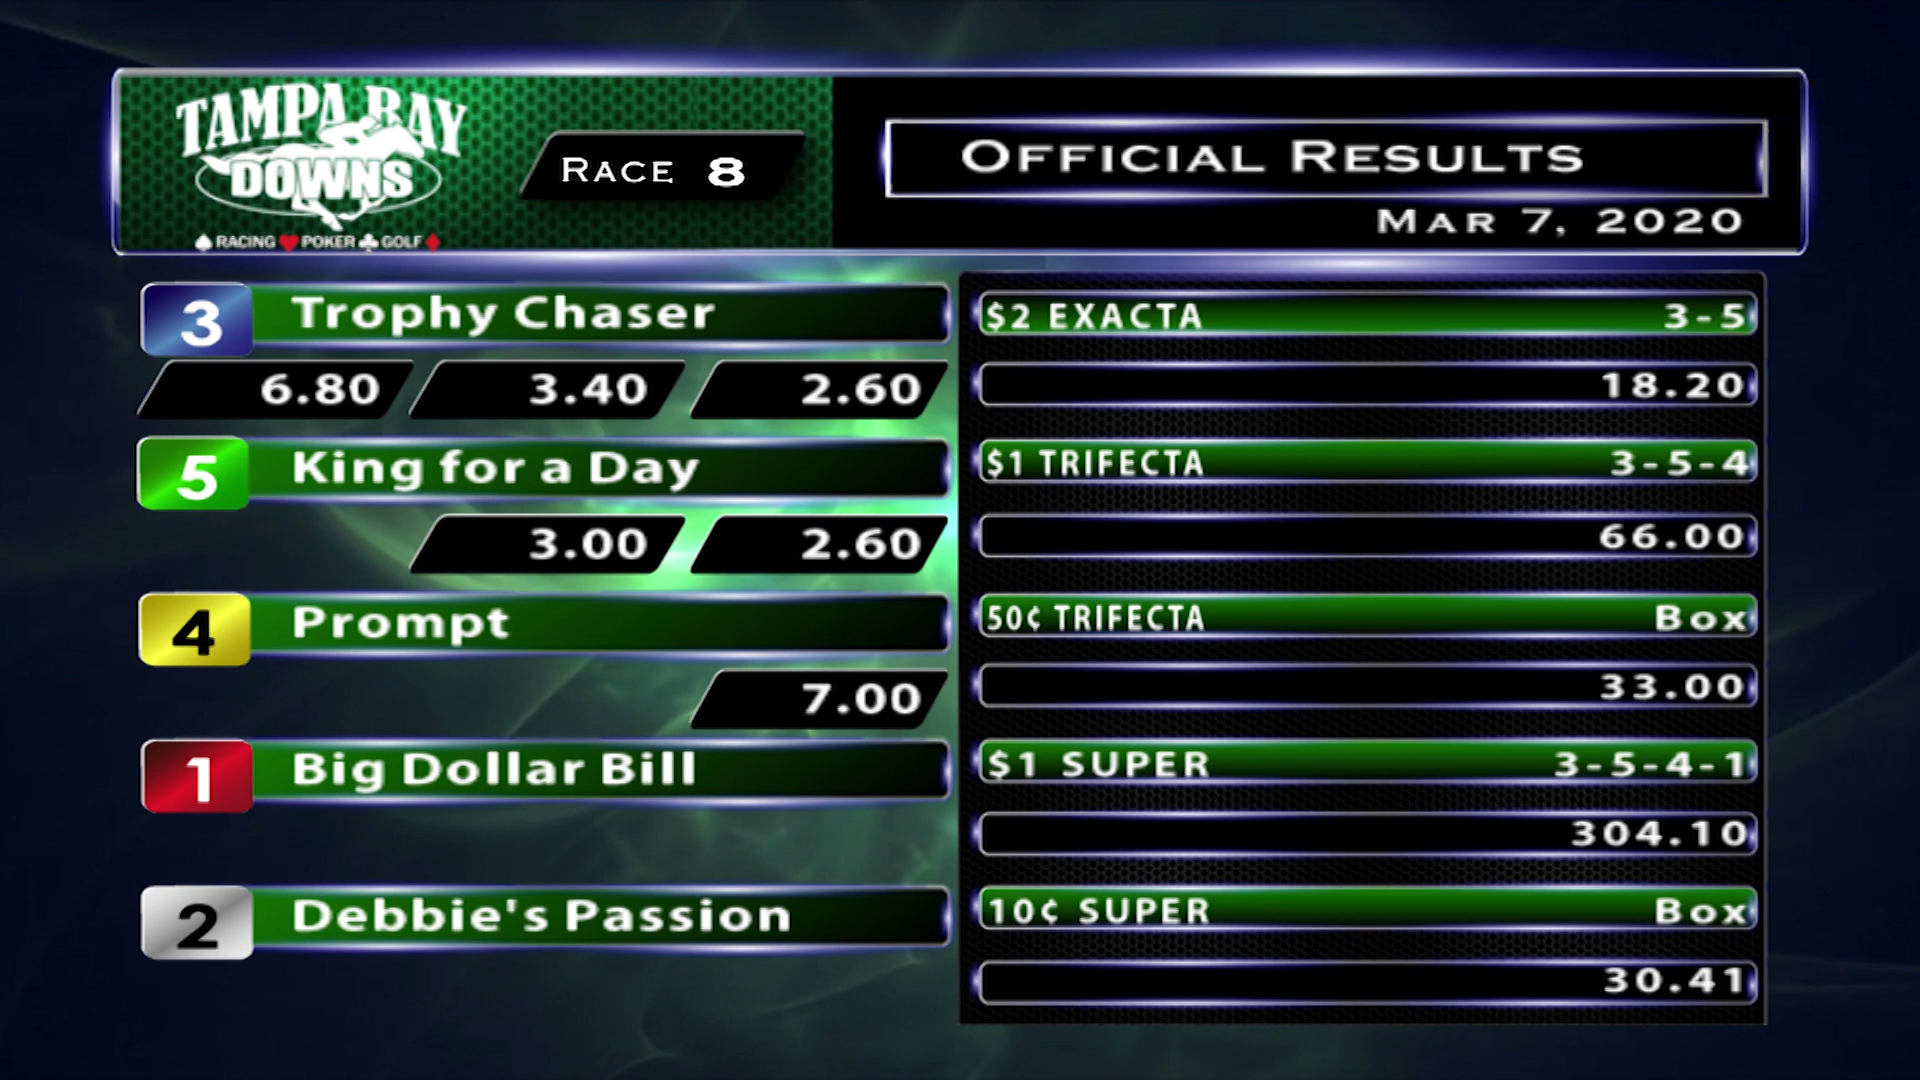 TAMPA BAY
DOWNS
RACING POKER GOLF
RACE 8
OFFICIAL RESULTS
MAR 7, 2020
3 Trophy Chaser
6.80 3.40 2.60
5 King for a Day
3.00 2.60
4 Prompt
7.00
1 Big Dollar Bill
2 Debbie's Passion
$2 EXACTA 3-5
18.20
$1 TRIFECTA 3-5-4
66.00
50¢ TRIFECTA Box
33.00
$1 SUPER 3-5-4-1
304.10
10¢ SUPER Box
30.41